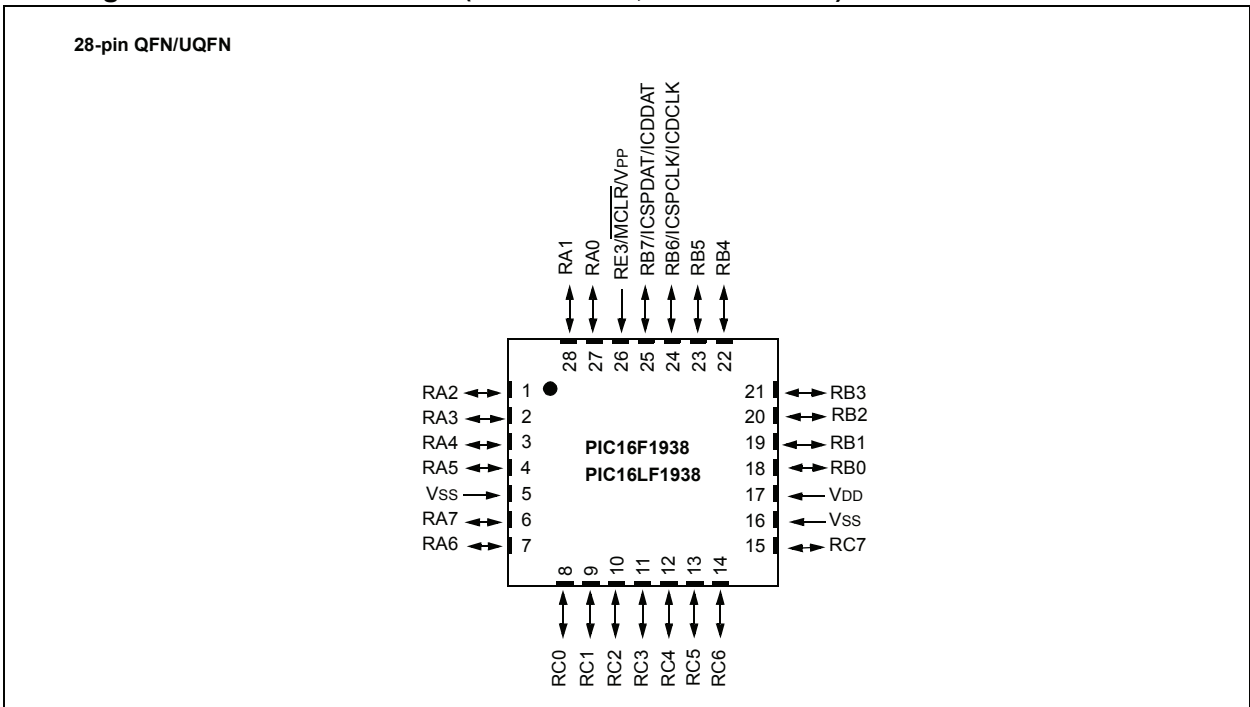 28-pin QFN/UQFN
RA1
RA0
RE3/MCLR/VPP
RB7/ICSPDAT/ICDDAT
RB6/ICSPCLK/ICDCLK
RB5
RB4
28
27
26
25
24
23
22
RA2 1
RA3 2
RA4 3
RA5 4
VSS 5
RA7 6
RA6 7
PIC16F1938
PIC16LF1938
21 RB3
20 RB2
19 RB1
18 RB0
17 VDD
16 VSS
15 RC7
8
9
10
11
12
13
14
RC0
RC1
RC2
RC3
RC4
RC5
RC6